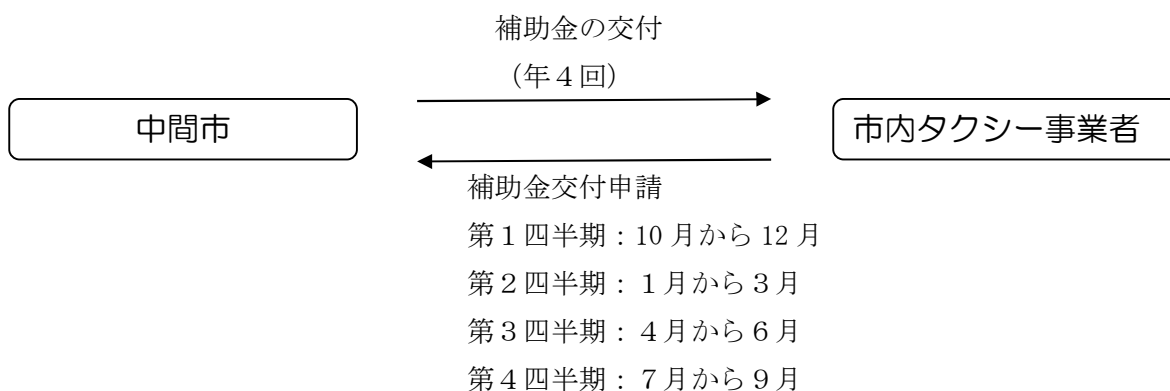 補助金の交付
（年４回）
中間市
市内タクシー事業者
補助金交付申請
第１四半期：10 月から 12 月
第２四半期：１月から３月
第３四半期：４月から６月
第４四半期：７月から９月